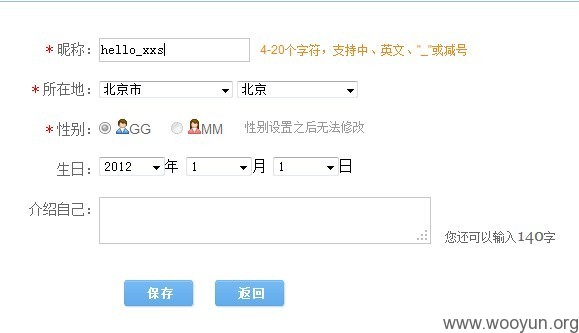 * 昵称： hello_xxs 4-20个字符，支持中、英文、"_"或减号
* 所在地： 北京市 北京
* 性别： GG MM 性别设置之后无法修改
生日： 2012 年 1 月 1 日
介绍自己：
您还可以输入140字
保存 返回
www.wooyun.org